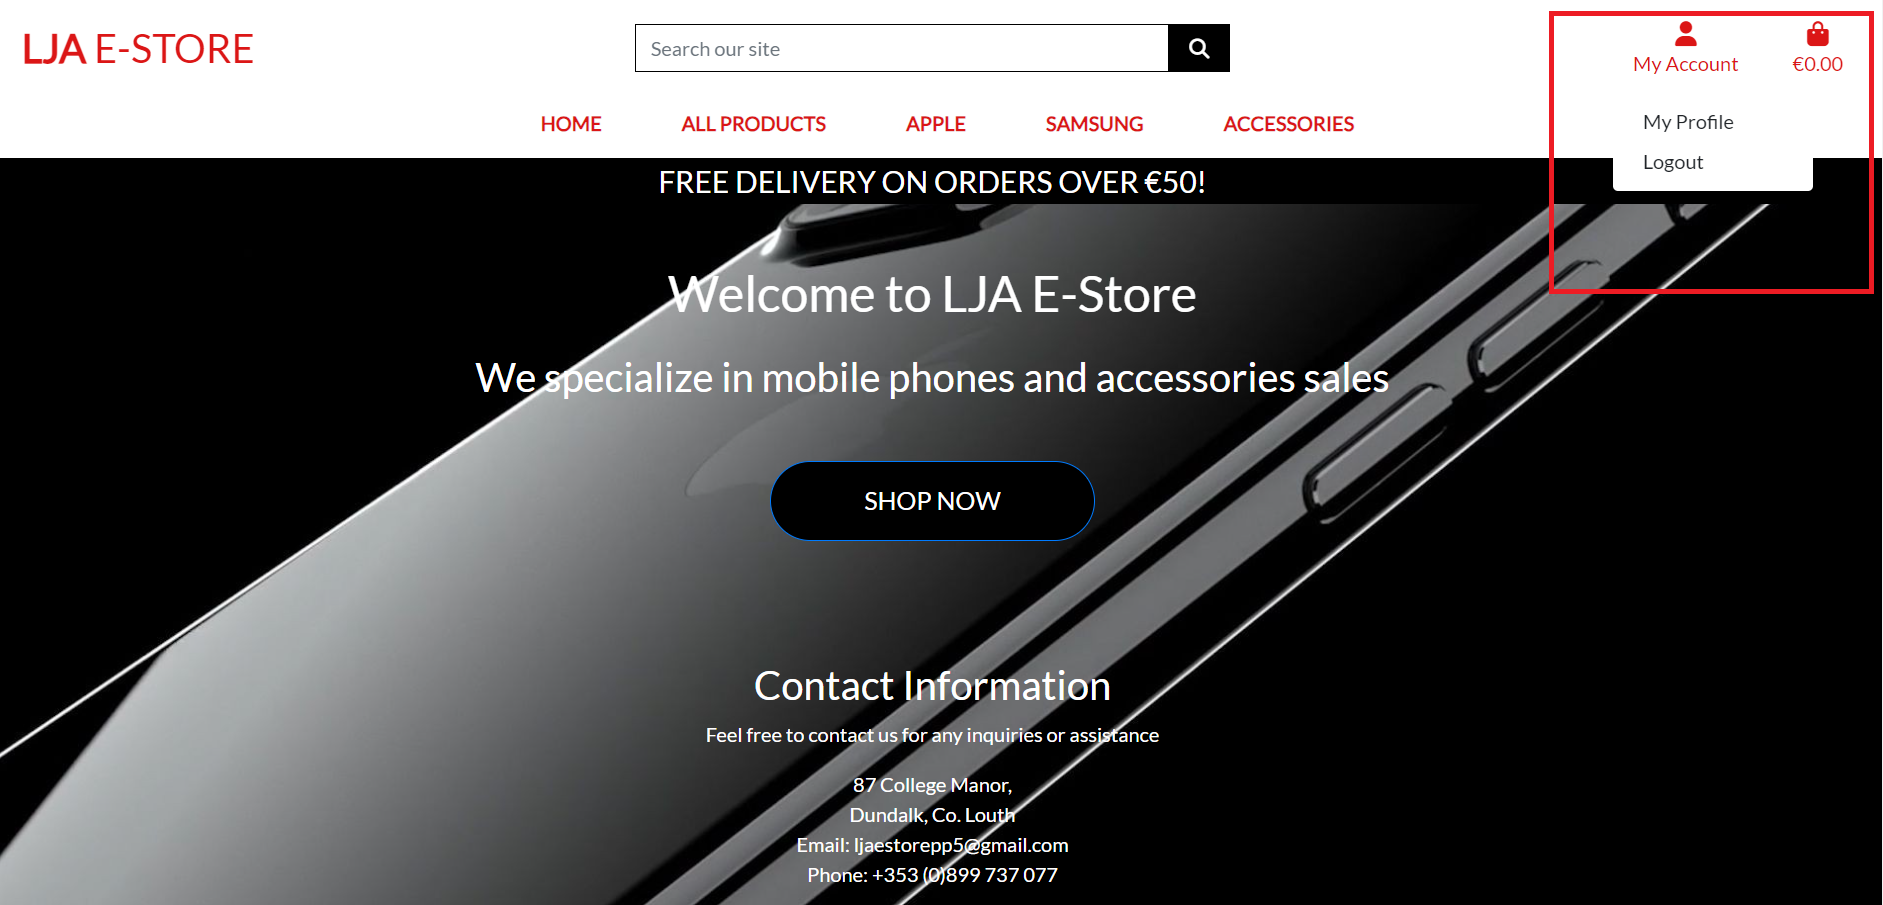 LJA E-STORE
Search our site
My Account
€0.00
HOME
ALL PRODUCTS
APPLE
SAMSUNG
ACCESSORIES
My Profile
Logout
FREE DELIVERY ON ORDERS OVER €50!
Welcome to LJA E-Store
We specialize in mobile phones and accessories sales
SHOP NOW
Contact Information
Feel free to contact us for any inquiries or assistance
87 College Manor,
Dundalk, Co. Louth
Email: ljaestorepp5@gmail.com
Phone: +353 (0)899 737 077